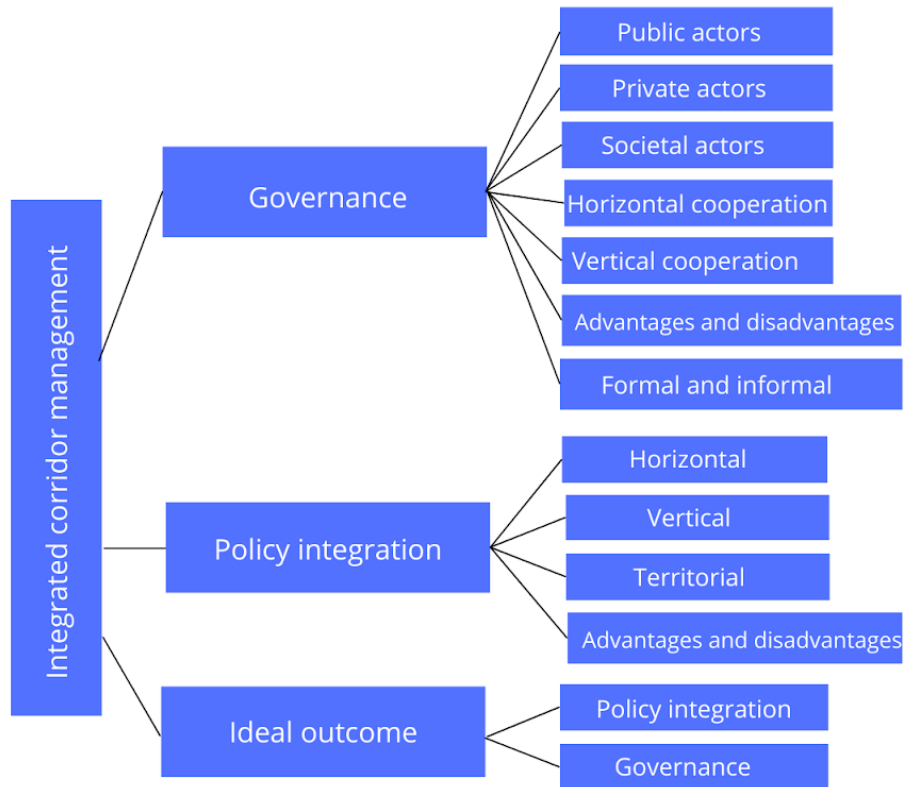 Integrated corridor management
Governance
Public actors
Private actors
Societal actors
Horizontal cooperation
Vertical cooperation
Advantages and disadvantages
Formal and informal
Policy integration
Horizontal
Vertical
Territorial
Advantages and disadvantages
Ideal outcome
Policy integration
Governance